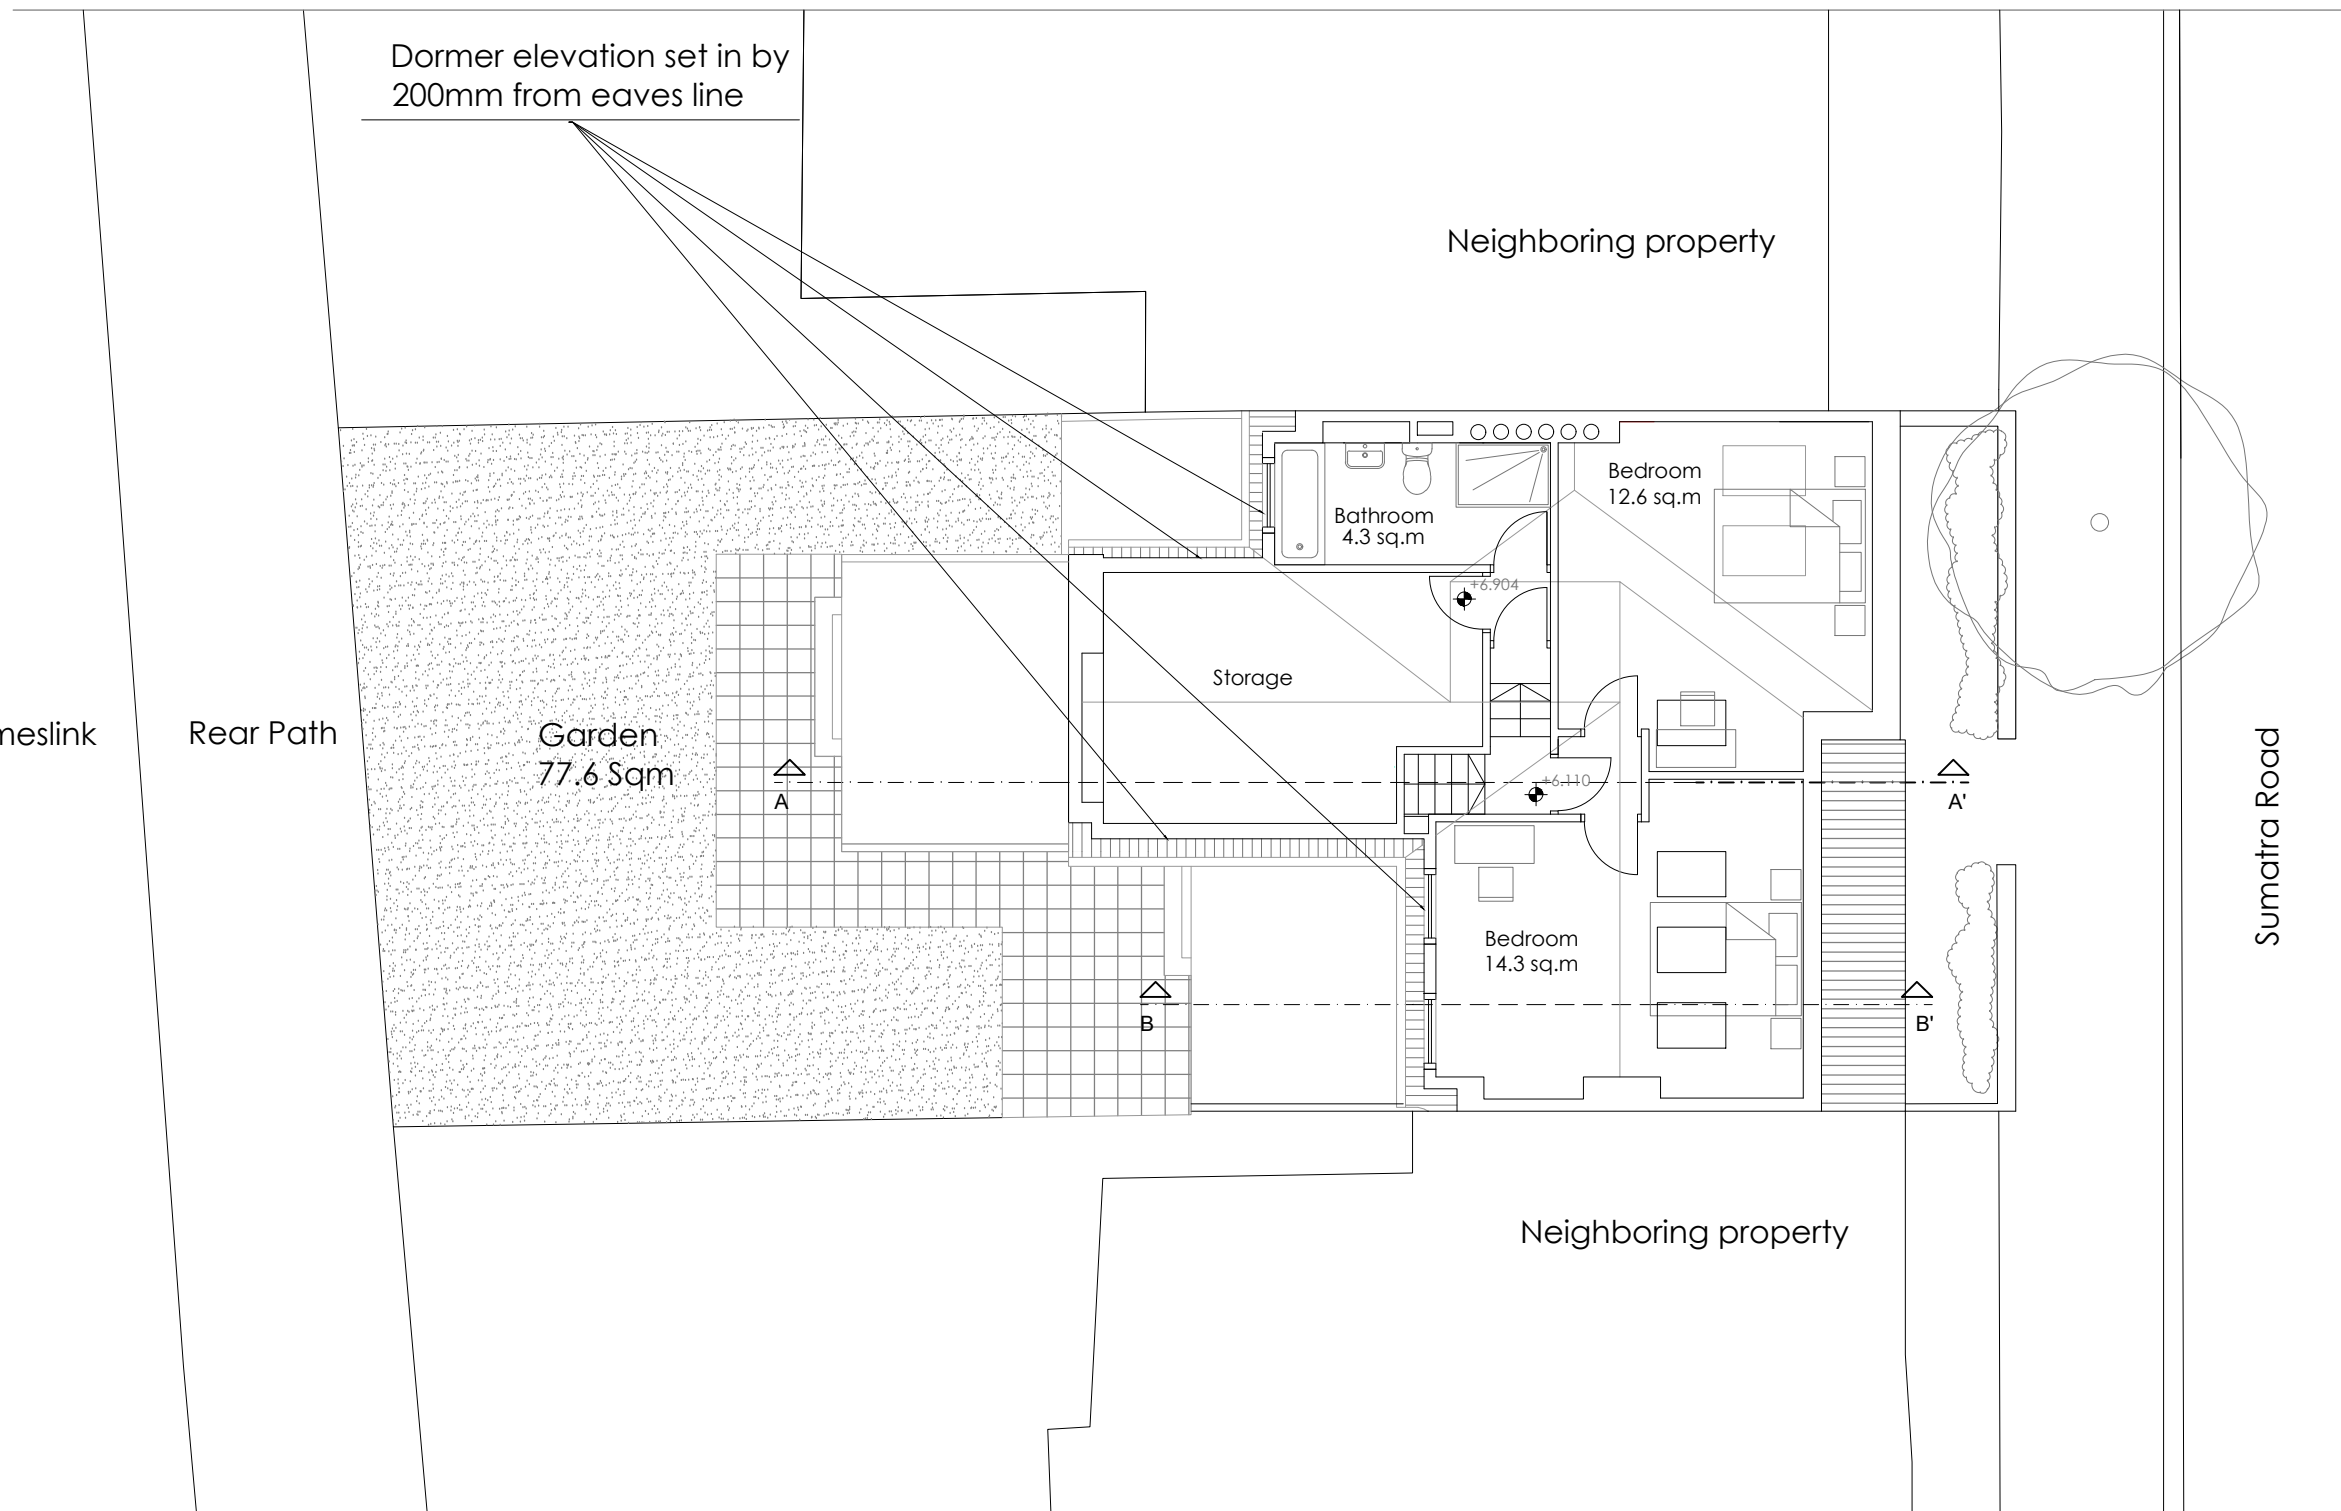 Dormer elevation set in by
200mm from eaves line
Neighboring property
Bedroom
12.6 sq.m
Bathroom
4.3 sq.m
+6.904
Storage
meslink
Rear Path
Garden
77.6 Sqm
A
+6.110
A'
Sumatra Road
Bedroom
14.3 sq.m
B
B'
Neighboring property